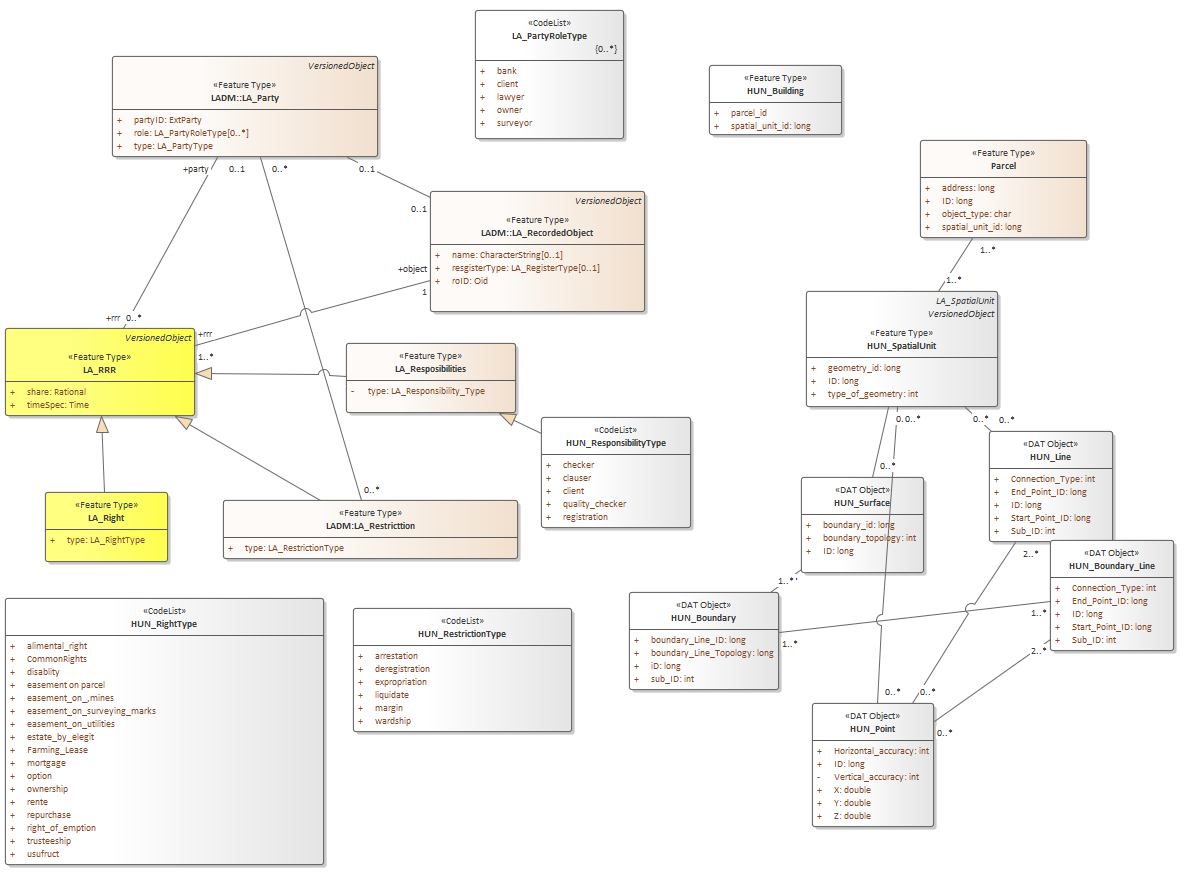 «CodeList»
LA_PartyRoleType
{0..*}
+ bank
+ client
+ lawyer
+ owner
+ surveyor
VersionedObject
«Feature Type»
LADM::LA_Party
+ partyID: ExtParty
+ role: LA_PartyRoleType[0..*]
+ type: LA_PartyType
«Feature Type»
HUN_Building
+ parcel_id
+ spatial_unit_id: long
«Feature Type»
Parcel
+ address: long
+ ID: long
+ object_type: char
+ spatial_unit_id: long
+party
0..1
0..*
0..1
0..1
VersionedObject
«Feature Type»
LADM::LA_RecordedObject
+ name: CharacterString[0..1]
+ resgisterType: LA_RegisterType[0..1]
+ roID: Oid
+object
1
1..*
1..*
LA_SpatialUnit
VersionedObject
«Feature Type»
HUN_SpatialUnit
+ geometry_id: long
+ ID: long
+ type_of_geometry: int
+rrr 0..*
+rrr
1..*
VersionedObject
«Feature Type»
LA_RRR
+ share: Rational
+ timeSpec: Time
«Feature Type»
LA_Resposibilities
- type: LA_Responsibility_Type
«CodeList»
HUN_ResponsibilityType
+ checker
+ clauser
+ client
+ quality_checker
+ registration
0..0..*
0..*
0..*
0..*
«DAT Object»
HUN_Line
+ Connection_Type: int
+ End_Point_ID: long
+ ID: long
+ Start_Point_ID: long
+ Sub_ID: int
«DAT Object»
HUN_Surface
+ boundary_id: long
+ boundary_topology: int
+ ID: long
«Feature Type»
LA_Right
+ type: LA_RightType
0..*
«Feature Type»
LADM:LA_Restricttion
+ type: LA_RestrictionType
2..*
«DAT Object»
HUN_Boundary_Line
+ Connection_Type: int
+ End_Point_ID: long
+ ID: long
+ Start_Point_ID: long
+ Sub_ID: int
1..*
«DAT Object»
HUN_Boundary
+ boundary_Line_ID: long
+ boundary_Line_Topology: long
+ iD: long
+ sub_ID: int
1..*
1..*
2..*
«CodeList»
HUN_RightType
+ alimental_right
+ CommonRights
+ disablity
+ easement on parcel
+ easement_on_.mines
+ easement_on_surveying_marks
+ easement_on_utilities
+ estate_by_elegit
+ Farming_Lease
+ mortgage
+ option
+ ownership
+ rente
+ repurchase
+ right_of_emption
+ trusteeship
+ usufruct
«CodeList»
HUN_RestrictionType
+ arrestation
+ deregistration
+ expropriation
+ liquidate
+ margin
+ wardship
0..*
0..*
0..*
«DAT Object»
HUN_Point
+ Horizontal_accuracy: int
+ ID: long
- Vertical_accuracy: int
+ X: double
+ Y: double
+ Z: double